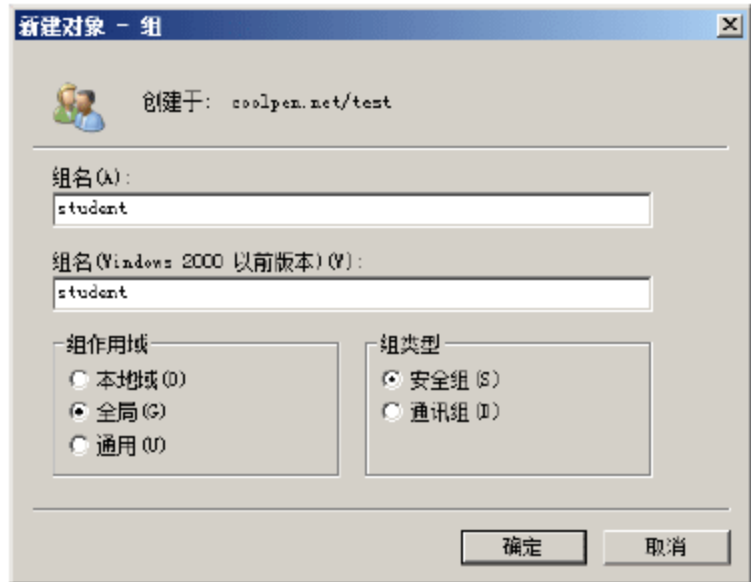 新建对象 - 组
创建于: coolpen.net/test
组名(A):
student
组名(Windows 2000 以前版本)(W):
student
组作用域
本地域(O)
全局(G)
通用(U)
组类型
安全组(S)
通讯组(D)
确定
取消